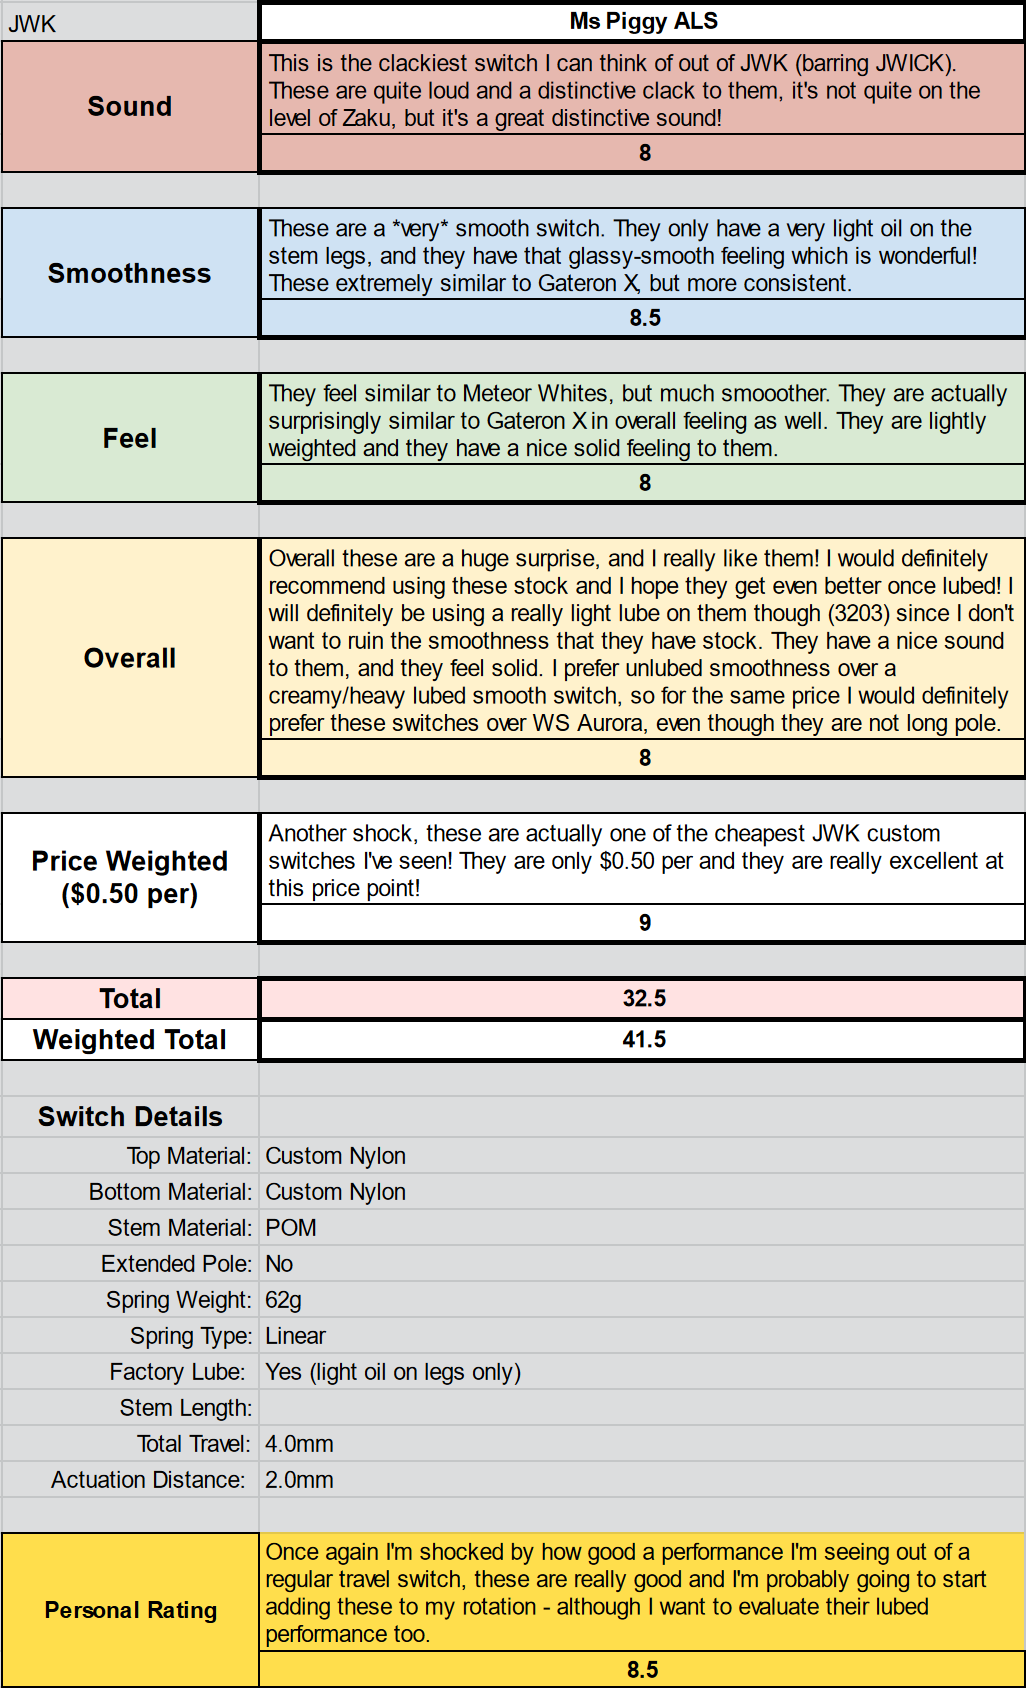 JWK
Ms Piggy ALS
Sound
This is the clackiest switch I can think of out of JWK (barring JWICK).
These are quite loud and a distinctive clack to them, it's not quite on the
level of Zaku, but it's a great distinctive sound!
8
Smoothness
These are a *very* smooth switch. They only have a very light oil on the
stem legs, and they have that glassy-smooth feeling which is wonderful!
These extremely similar to Gateron X, but more consistent.
8.5
Feel
They feel similar to Meteor Whites, but much smooother. They are actually
surprisingly similar to Gateron X in overall feeling as well. They are lightly
weighted and they have a nice solid feeling to them.
8
Overall
Overall these are a huge surprise, and I really like them! I would definitely
recommend using these stock and I hope they get even better once lubed! I
will definitely be using a really light lube on them though (3203) since I don't
want to ruin the smoothness that they have stock. They have a nice sound
to them, and they feel solid. I prefer unlubed smoothness over a
creamy/heavy lubed smooth switch, so for the same price I would definitely
prefer these switches over WS Aurora, even though they are not long pole.
8
Price Weighted
($0.50 per)
Another shock, these are actually one of the cheapest JWK custom
switches I've seen! They are only $0.50 per and they are really excellent at
this price point!
9
Total
32.5
Weighted Total
41.5
Switch Details
Top Material: Custom Nylon
Bottom Material: Custom Nylon
Stem Material: POM
Extended Pole: No
Spring Weight: 62g
Spring Type: Linear
Factory Lube: Yes (light oil on legs only)
Stem Length:
Total Travel: 4.0mm
Actuation Distance: 2.0mm
Personal Rating
Once again I'm shocked by how good a performance I'm seeing out of a
regular travel switch, these are really good and I'm probably going to start
adding these to my rotation - although I want to evaluate their lubed
performance too.
8.5